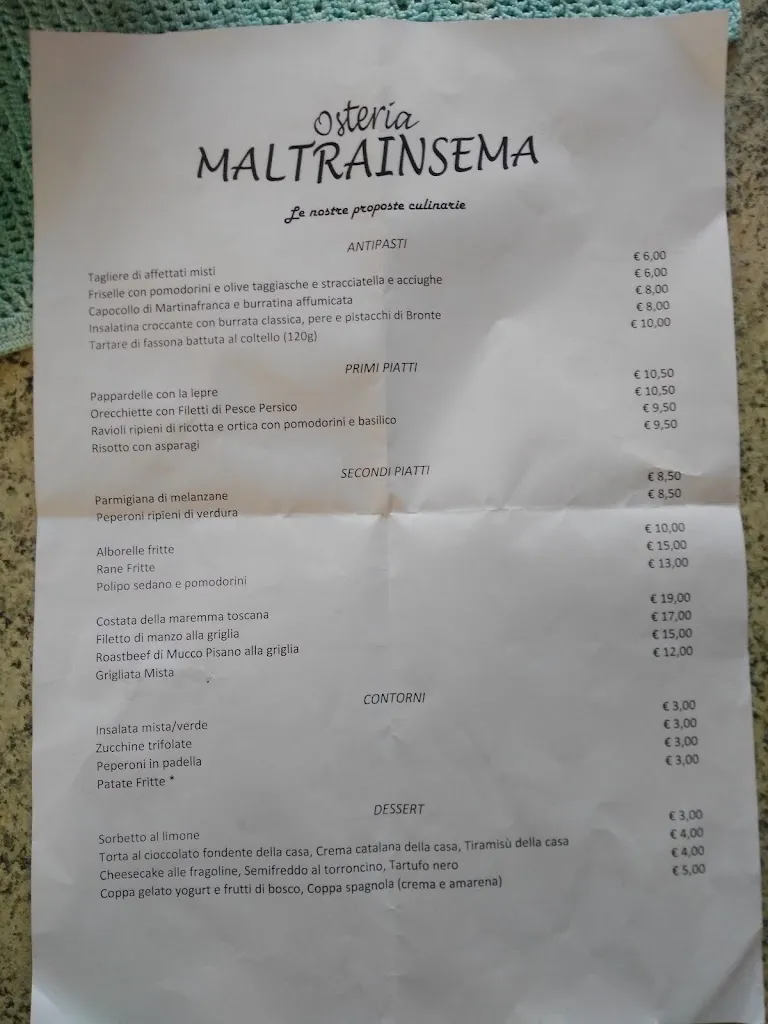 Osteria
MALTRAINSEMA
Le nostre proposte culinarie
ANTIPASTI
Tagliere di affettati misti € 6,00
Friselle con pomodorini e olive taggiasche e stracciatella e acciughe € 6,00
Capocollo di Martinafranca e burratina affumicata € 8,00
Insalatina croccante con burrata classica, pere e pistacchi di Bronte € 8,00
Tartare di fassona battuta al coltello (120g) € 10,00
PRIMI PIATTI
Pappardelle con la lepre € 10,50
Orecchiette con Filetti di Pesce Persico € 10,50
Ravioli ripieni di ricotta e ortica con pomodorini e basilico € 9,50
Risotto con asparagi € 9,50
SECONDI PIATTI
Parmigiana di melanzane € 8,50
Peperoni ripieni di verdura € 8,50
Alborelle fritte € 10,00
Rane Fritte € 15,00
Polipo sedano e pomodorini € 13,00
Costata della maremma toscana € 19,00
Filetto di manzo alla griglia € 17,00
Roastbeef di Mucco Pisano alla griglia € 15,00
Grigliata Mista € 12,00
CONTORNI
Insalata mista/verde € 3,00
Zucchine trifolate € 3,00
Peperoni in padella € 3,00
Patate Fritte * € 3,00
DESSERT
Sorbetto al limone € 3,00
Torta al cioccolato fondente della casa, Crema catalana della casa, Tiramisù della casa € 4,00
Cheesecake alle fragoline, Semifreddo al torroncino, Tartufo nero € 4,00
Coppa gelato yogurt e frutti di bosco, Coppa spagnola (crema e amarena) € 5,00